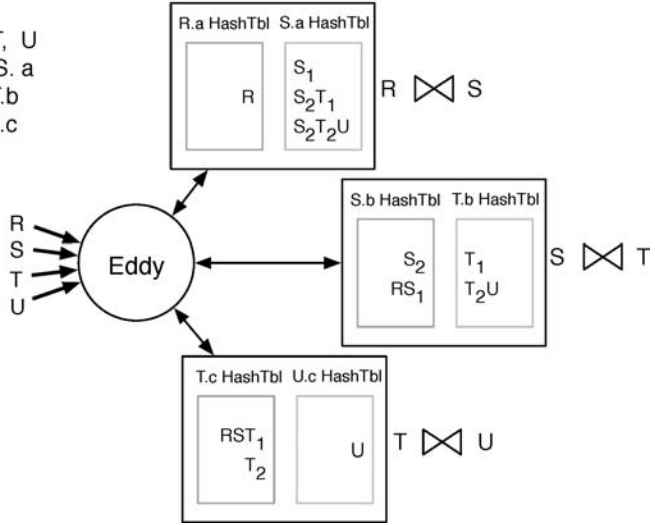 T, U
S. a
.b
.c
R.a HashTbl S.a HashTbl
R
S1
S2T1
S2T2U
R ⋈ S
R
S
T
U
Eddy
S.b HashTbl T.b HashTbl
S2 T1
RS1 T2U
S ⋈ T
T.c HashTbl U.c HashTbl
RST1
T2
U
T ⋈ U